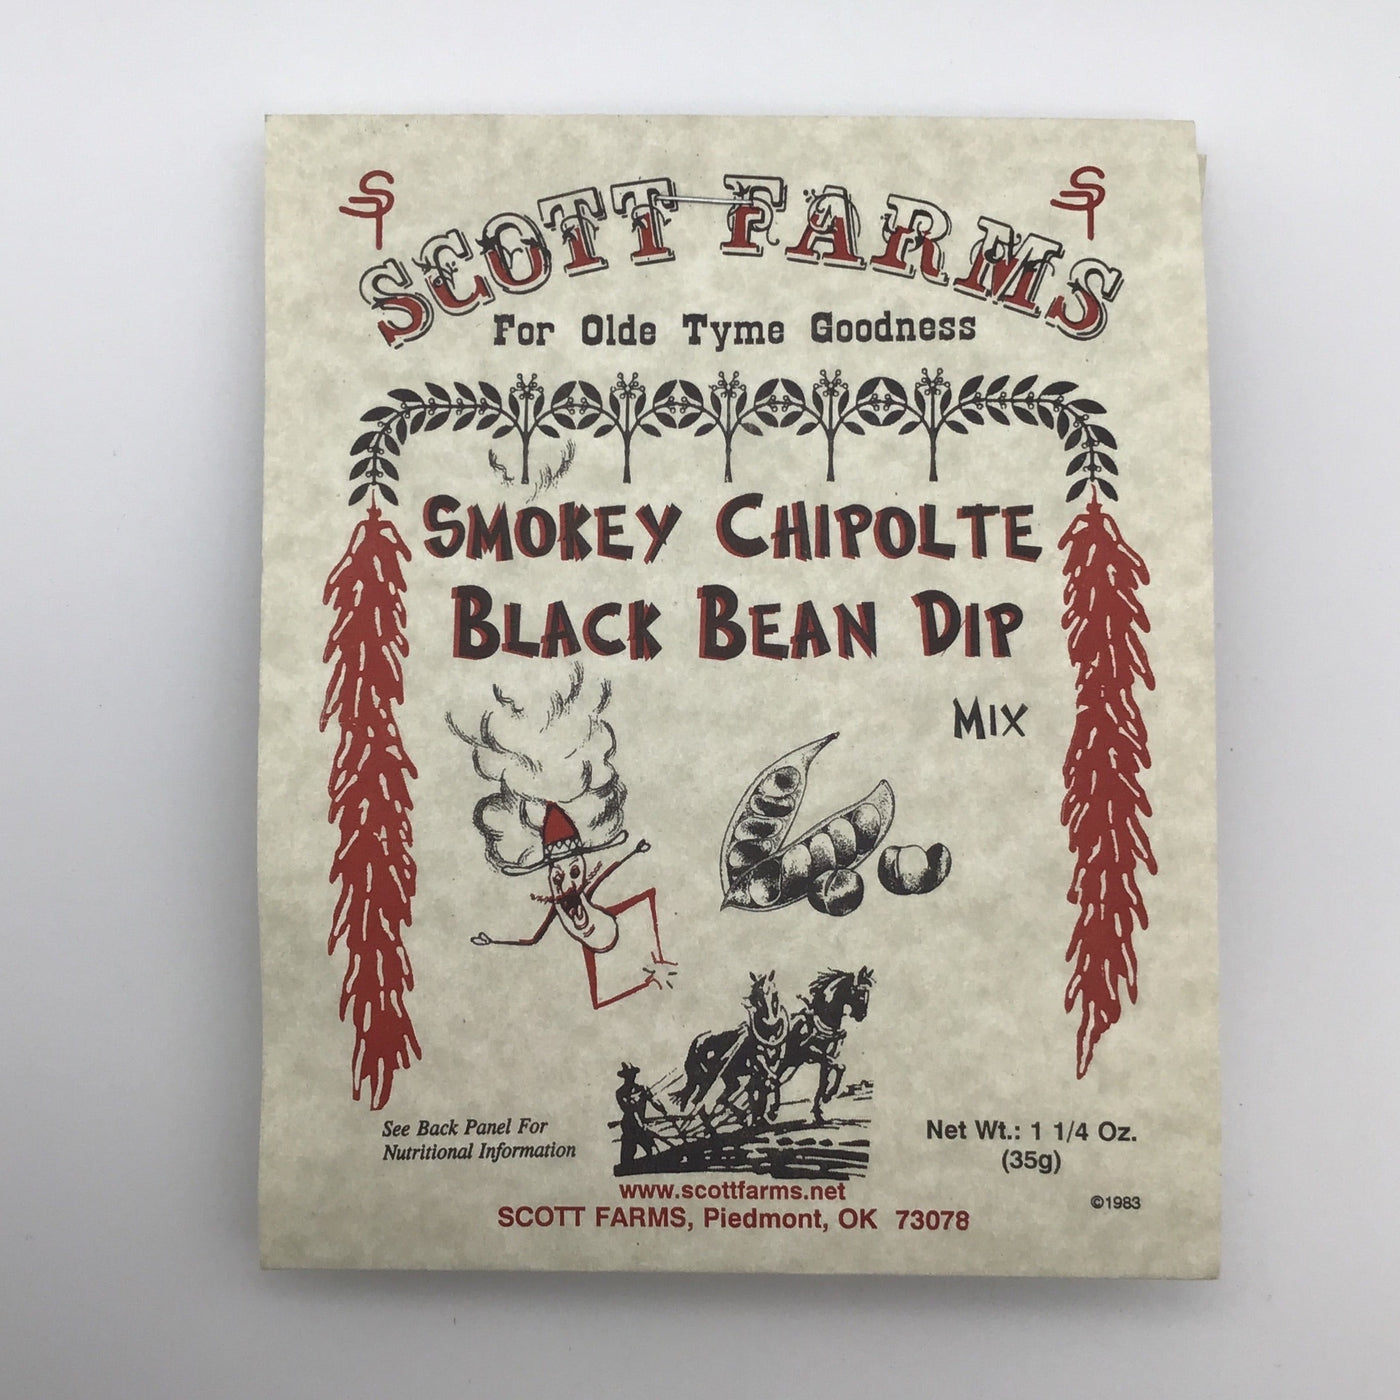 SCOTT FARMS
For Olde Tyme Goodness
SMOKEY CHIPOLTE
BLACK BEAN DIP
MIX
See Back Panel For
Nutritional Information
Net Wt.: 1 1/4 Oz.
(35g)
www.scottfarms.net
©1983
SCOTT FARMS, Piedmont, OK 73078